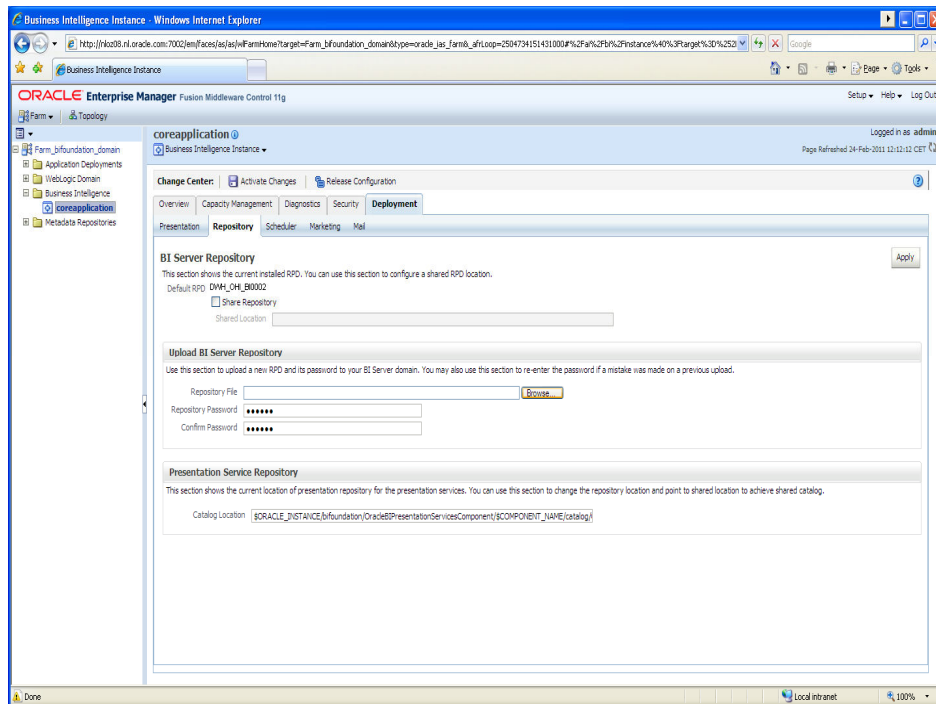 Business Intelligence Instance - Windows Internet Explorer
http://nloz08.nl.oracle.com:7002/em/faces/as/as/wlFarmHome?target=Farm_bifoundation_domain&type=oracle_ias_farm&_afrLoop=2504734151431000#%2Fai%2Fbi%2Finstance%40%3Ftarget%3D%252
Google
Business Intelligence Instance
Page
Tools
ORACLE Enterprise Manager Fusion Middleware Control 11g
Setup Help Log Out
Farm Topology
Farm_bifoundation_domain
Application Deployments
WebLogic Domain
Business Intelligence
coreapplication
Metadata Repositories
coreapplication
Logged in as admin
Business Intelligence Instance
Page Refreshed 24-Feb-2011 12:12:12 CET
Change Center: Activate Changes Release Configuration
Overview Capacity Management Diagnostics Security Deployment
Presentation Repository Scheduler Marketing Mail
BI Server Repository
Apply
This section shows the current installed RPD. You can use this section to configure a shared RPD location.
Default RPD DWH_OHI_BI0002
Share Repository
Shared Location
Upload BI Server Repository
Use this section to upload a new RPD and its password to your BI Server domain. You may also use this section to re-enter the password if a mistake was made on a previous upload.
Repository File Browse...
Repository Password ●●●●●●
Confirm Password ●●●●●●
Presentation Service Repository
This section shows the current location of presentation repository for the presentation services. You can use this section to change the repository location and point to shared location to achieve shared catalog.
Catalog Location $ORACLE_INSTANCE/bifoundation/OracleBIPresentationServicesComponent/$COMPONENT_NAME/catalog/
Done
Local intranet
100%